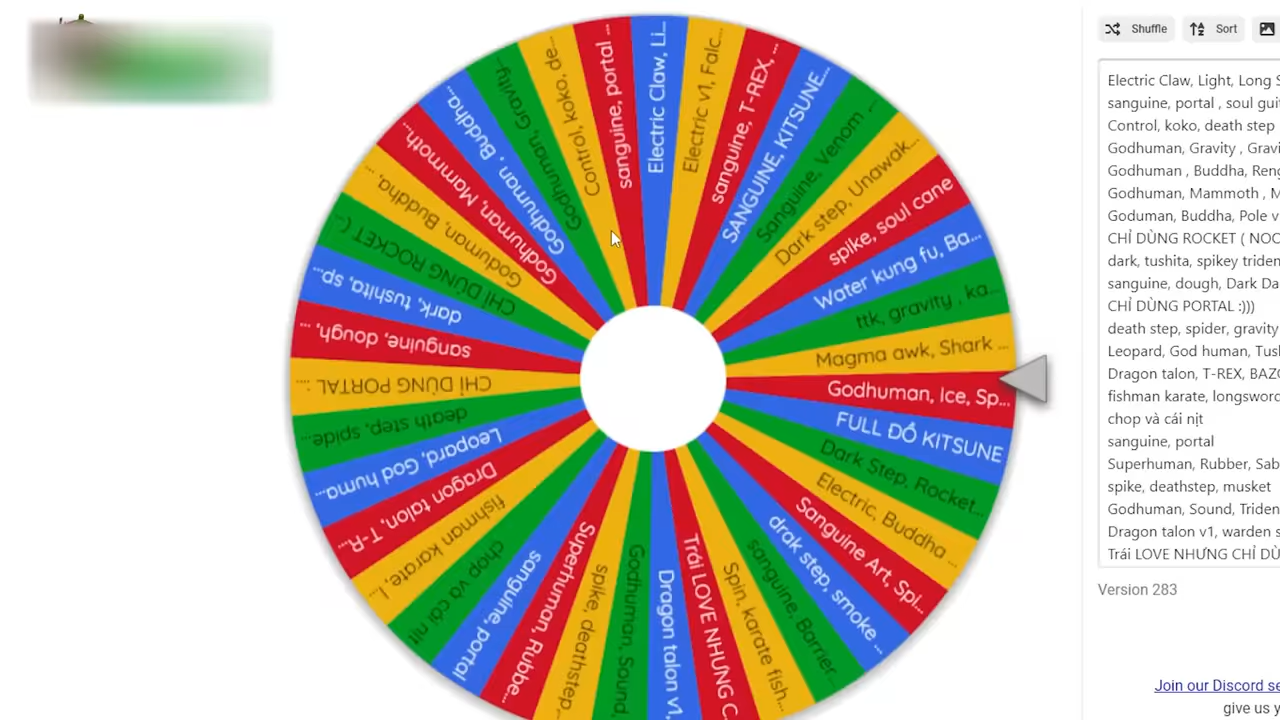 Shuffle
Sort
Electric Claw, Li...
Electric v1, Falc...
sanguine, T-REX, ...
SANGUINE, KITSUNE...
Sanguine, Venom ...
Dark step, Unawak...
spike, soul cane
Water kung fu, Ba...
ttk, gravity , ka...
Magma awk, Shark ...
Godhuman, Ice, Sp...
FULL ĐỒ KITSUNE
Dark Step, Rocket...
Electric, Buddha ...
Sanguine Art, Spi...
drak step, smoke ...
sanguine, Barrier...
Spin, karate fish...
Trái LOVE NHƯNG C...
Dragon talon v1,
Godhuman, Sound,
spike, deathstep,
Superhuman, Rubbe...
sanguine, portal
chop và cái nịt
fishman karate, l...
Dragon talon, T-R...
Leopard, God huma...
death step, spide...
CHỈ DÙNG PORTAL ...
sanguine, dough, ...
dark, tushita, sp...
CHỈ DÙNG ROCKET (...
Goduman, Buddha, ...
Godhuman, Mammoth...
Godhuman , Buddha...
Godhuman, Gravity...
Control, koko, de...
sanguine, portal ...
Electric Claw, Light, Long S
sanguine, portal , soul gui
Control, koko, death step
Godhuman, Gravity , Gravi
Godhuman , Buddha, Reng
Godhuman, Mammoth , M
Goduman, Buddha, Pole v
CHỈ DÙNG ROCKET ( NOO
dark, tushita, spikey triden
sanguine, dough, Dark Da
CHỈ DÙNG PORTAL :)))
death step, spider, gravity
Leopard, God human, Tush
Dragon talon, T-REX, BAZO
fishman karate, longsword
chop và cái nịt
sanguine, portal
Superhuman, Rubber, Sab
spike, deathstep, musket
Godhuman, Sound, Triden
Dragon talon v1, warden s
Trái LOVE NHƯNG CHỈ DÙ
Version 283
Join our Discord se
give us y